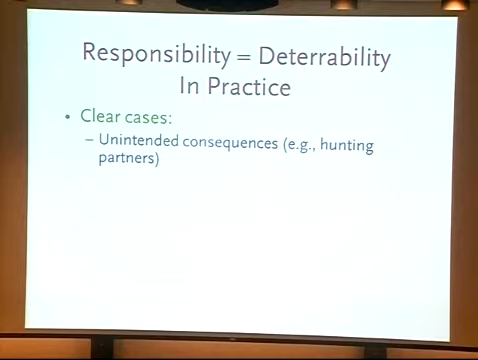 Responsibility = Deterrability
In Practice
• Clear cases:
– Unintended consequences (e.g., hunting
partners)